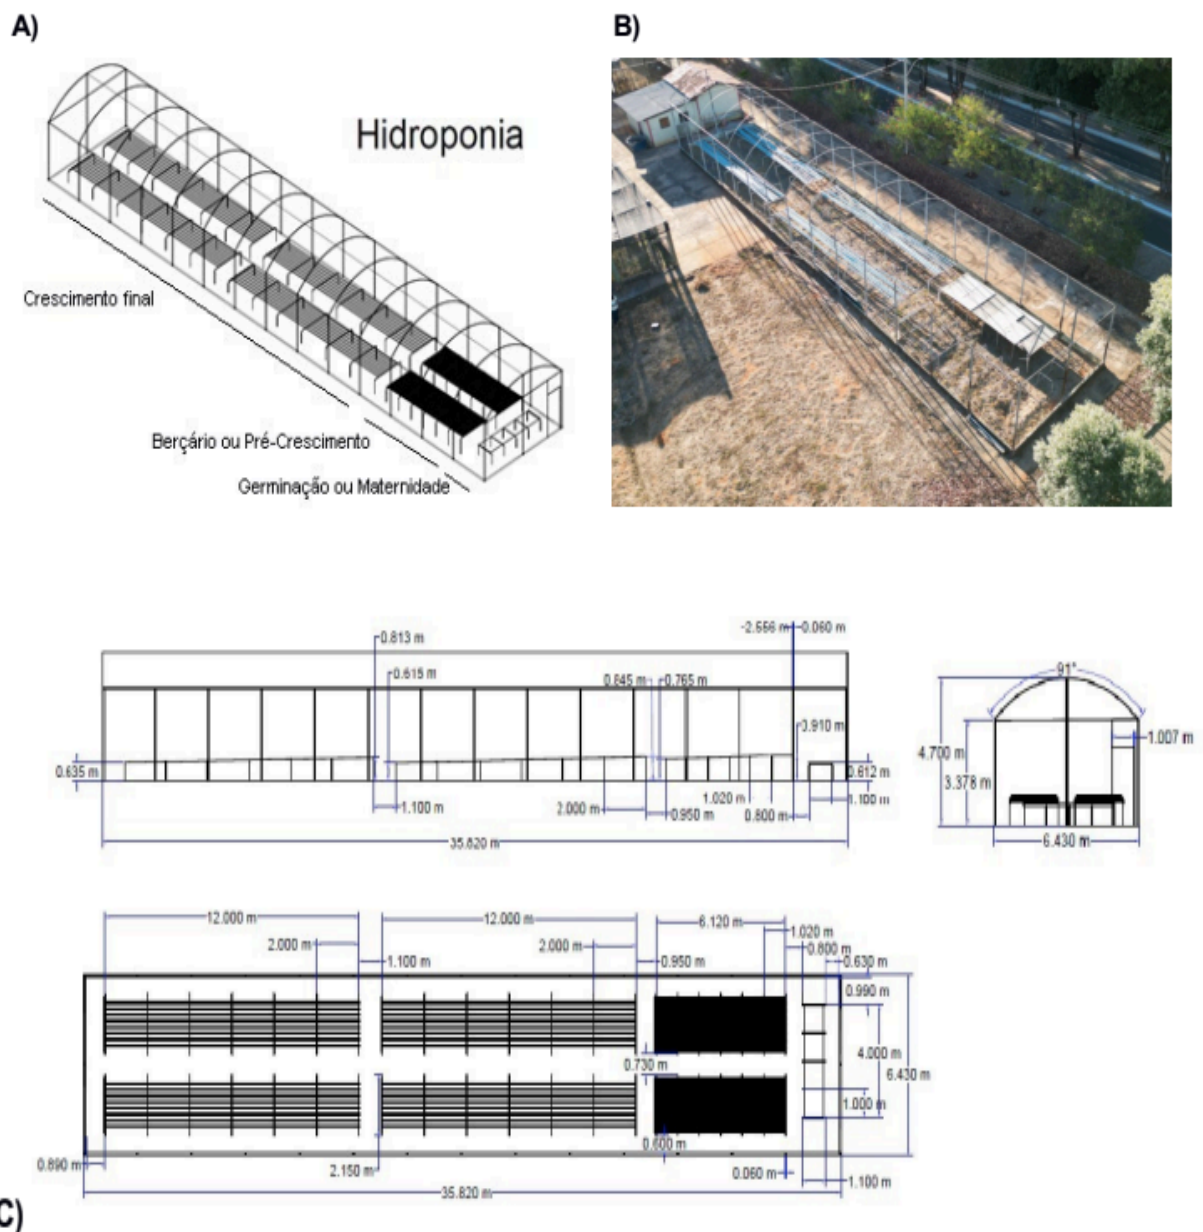 A)
B)
Hidroponia
Crescimento final
Berçário ou Pré-Crescimento
Germinação ou Maternidade
-2.556 m
0.060 m
0.813 m
0.615 m
0.845 m
0.765 m
91°
0.910 m
1.007 m
4.700 m
3.378 m
0.635 m
0.612 m
1.100 m
2.000 m
1.020 m
0.950 m
0.800 m
1.100 m
35.820 m
6.430 m
12.000 m
12.000 m
6.120 m
2.000 m
2.000 m
1.020 m
0.800 m
1.100 m
0.950 m
0.630 m
0.990 m
0.730 m
4.000 m
6.430 m
1.000 m
0.600 m
0.890 m
2.150 m
0.060 m
1.100 m
35.820 m
C)